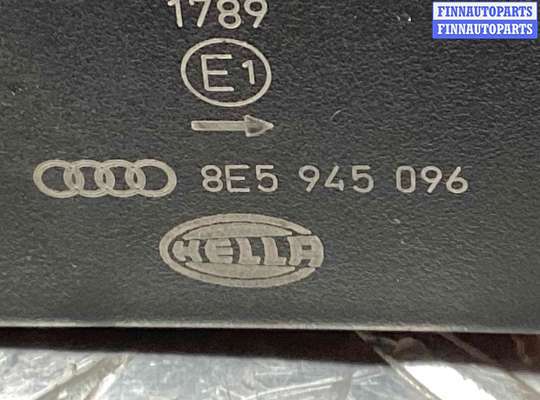 FINNAUTOPARTS
FINNAUTOPARTS
1789
E1
8E5 945 096
HELLA